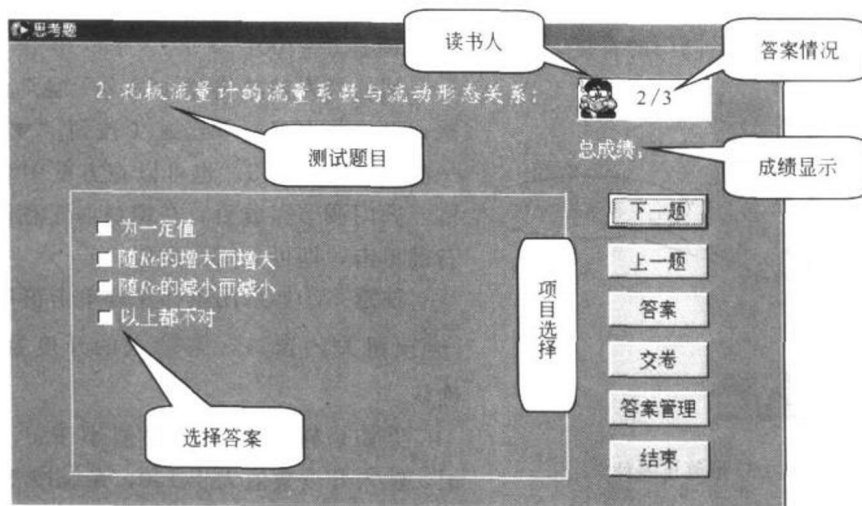 思考题
读书人
答案情况
2. 孔板流量计的流量系数与流动形态关系:
2/3
测试题目
总成绩:
成绩显示
为一定值
随Re的增大而增大
随Re的减小而减小
以上都不对
项目选择
选择答案
下一题
上一题
答案
交卷
答案管理
结束